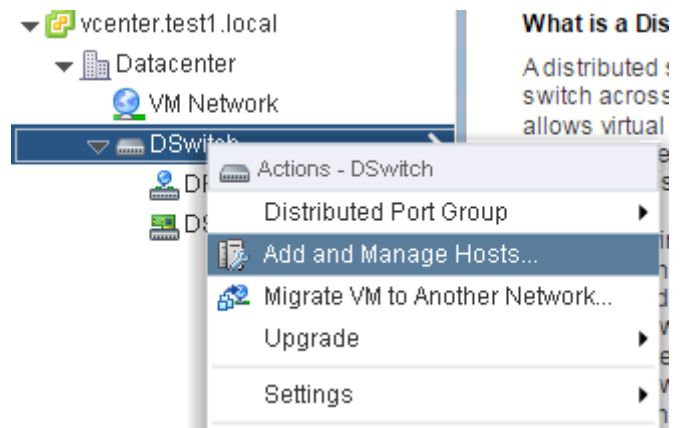 vcenter.test1.local
Datacenter
VM Network
DSwitch
Actions - DSwitch
Distributed Port Group
Add and Manage Hosts...
Migrate VM to Another Network...
Upgrade
Settings
What is a Dis
A distributed
switch across
allows virtual